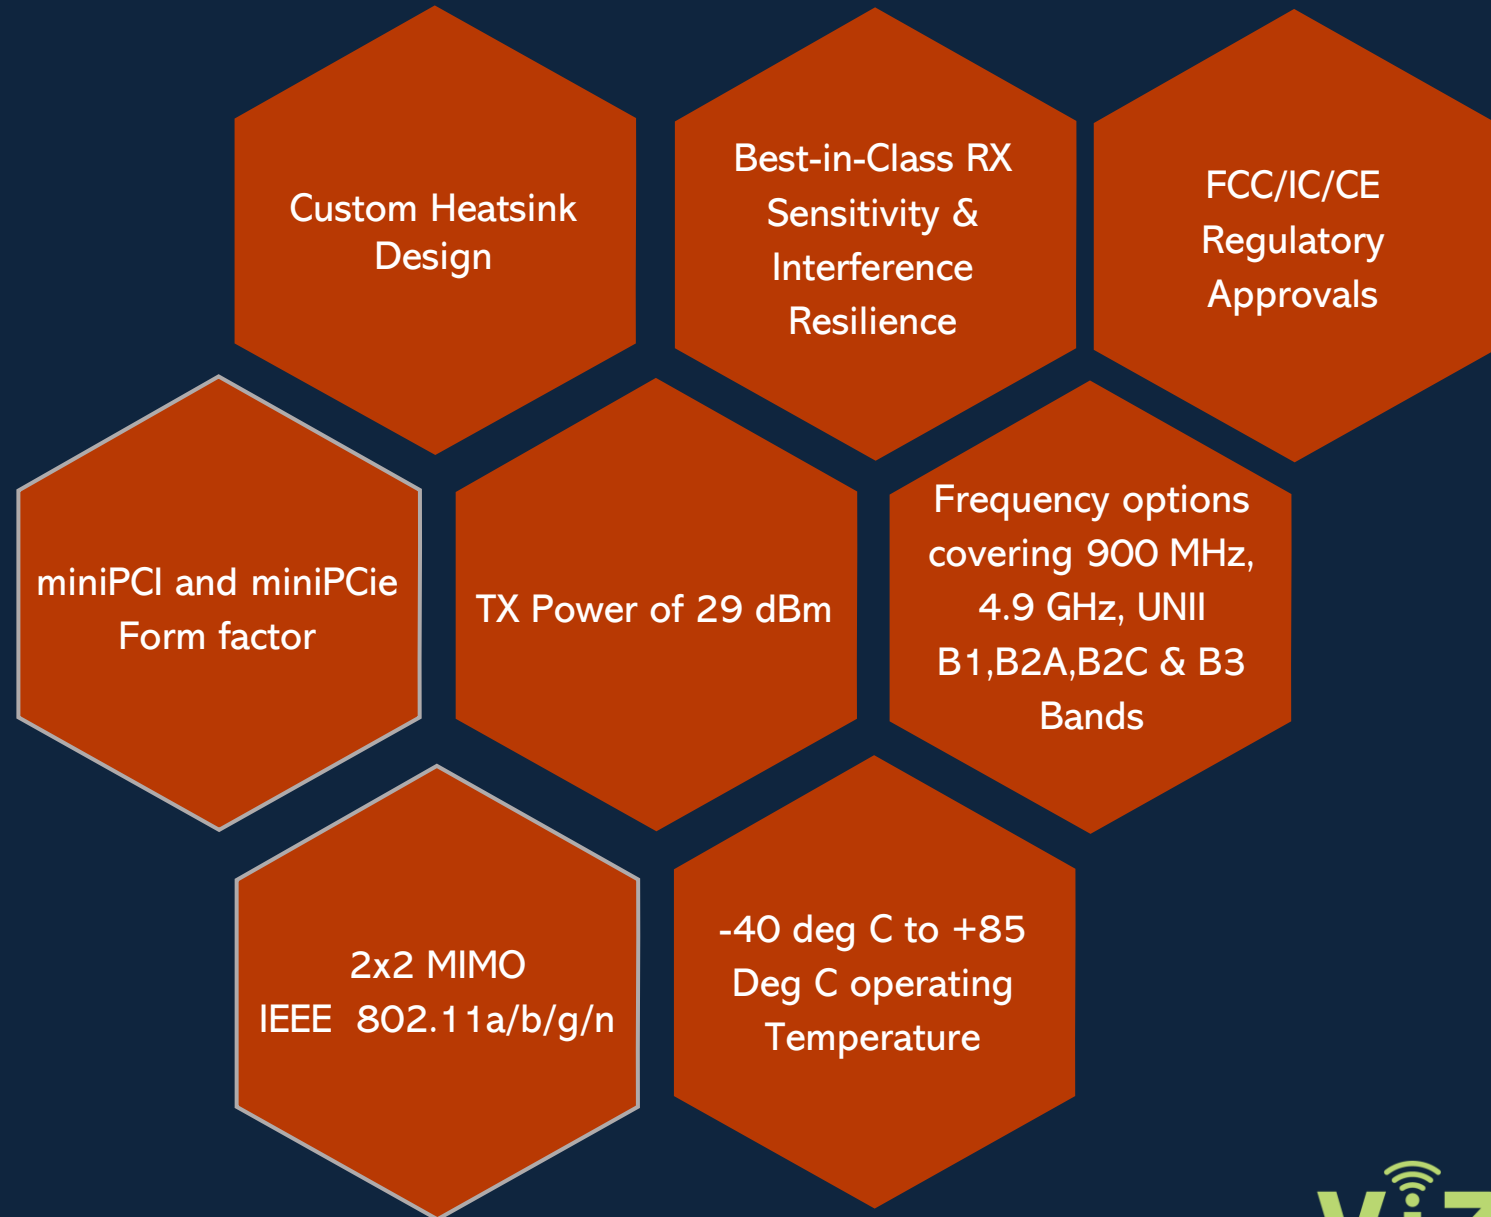 Custom Heatsink
Design
Best-in-Class RX
Sensitivity &
Interference
Resilience
FCC/IC/CE
Regulatory
Approvals
miniPCI and miniPCie
Form factor
TX Power of 29 dBm
Frequency options
covering 900 MHz,
4.9 GHz, UNII
B1,B2A,B2C & B3
Bands
2x2 MIMO
IEEE  802.11a/b/g/n
-40 deg C to +85
Deg C operating
Temperature